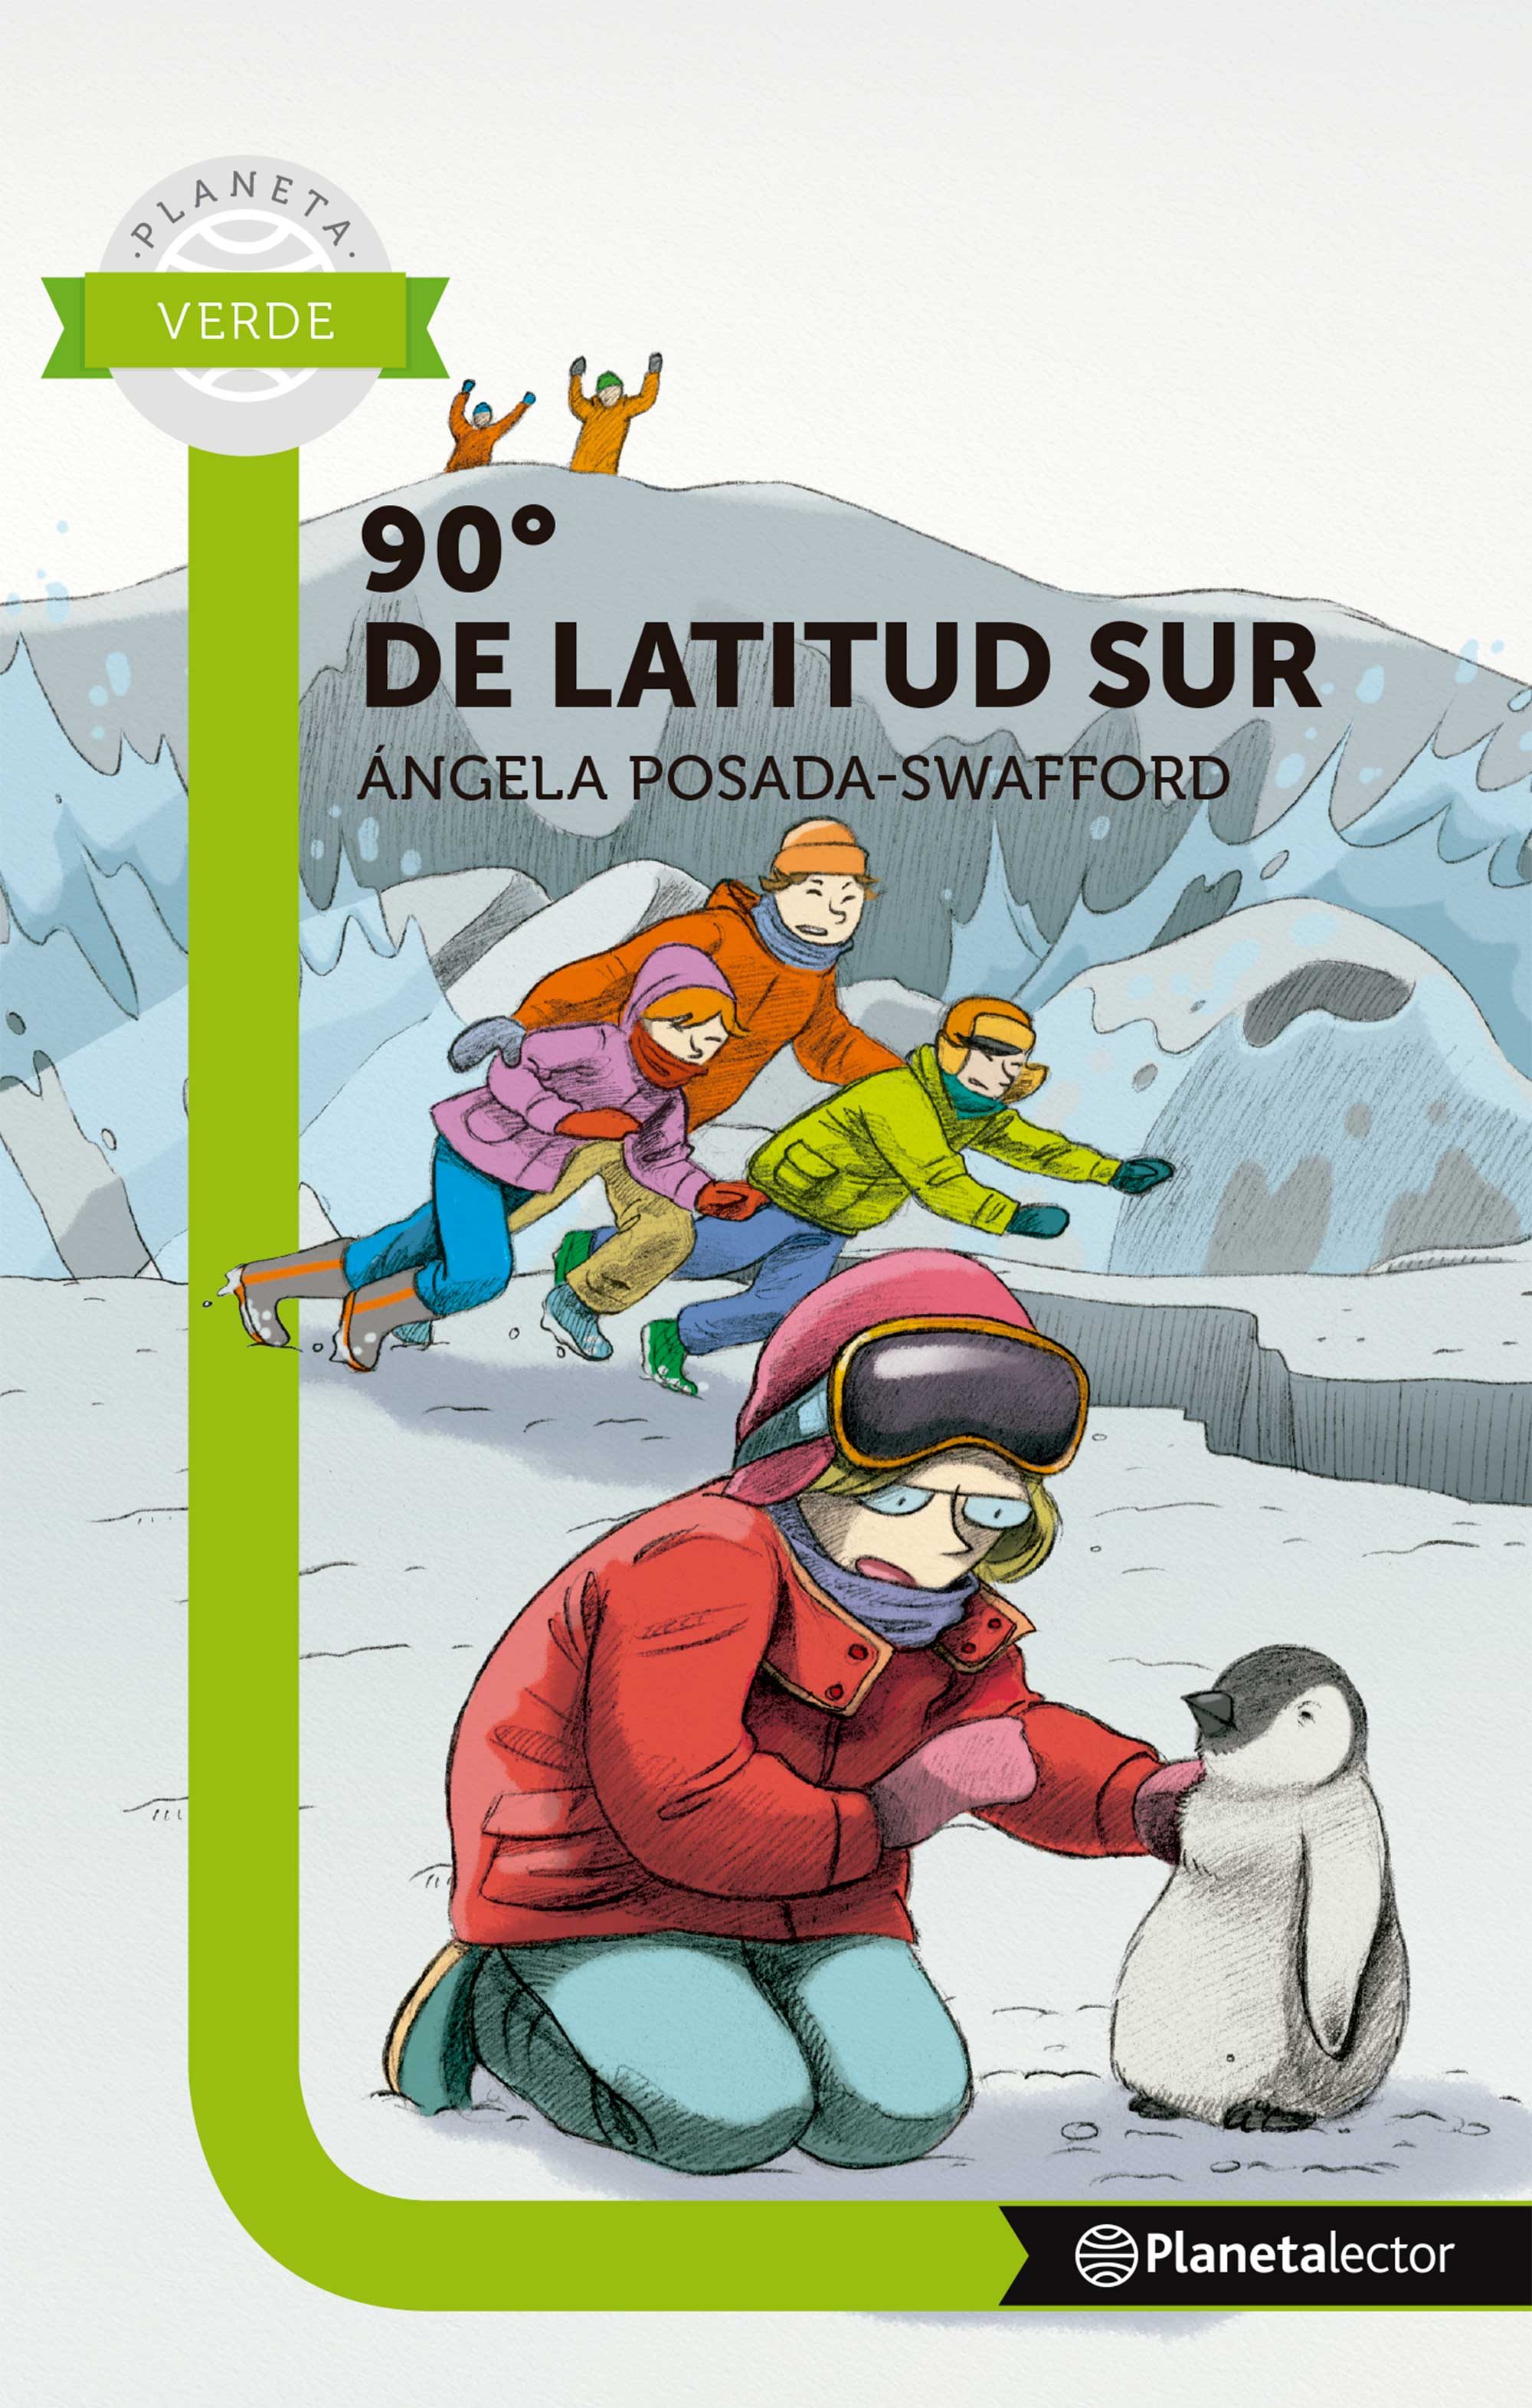 ·PLANETA·
VERDE
90°
DE LATITUD SUR
ÁNGELA POSADA-SWAFFORD
Planetalector